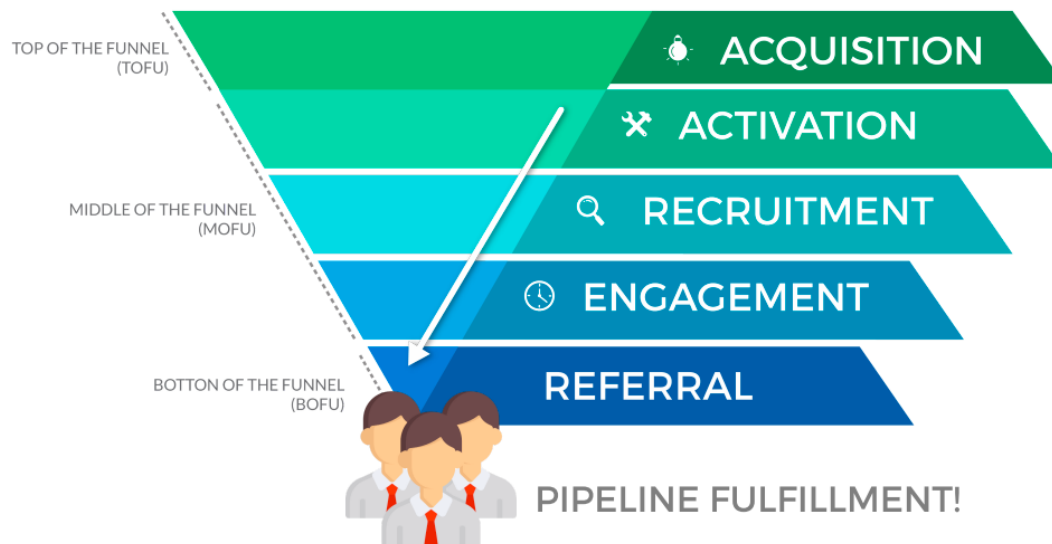 TOP OF THE FUNNEL
(TOFU)
ACQUISITION
ACTIVATION
MIDDLE OF THE FUNNEL
(MOFU)
RECRUITMENT
ENGAGEMENT
BOTTON OF THE FUNNEL
(BOFU)
REFERRAL
PIPELINE FULFILLMENT!